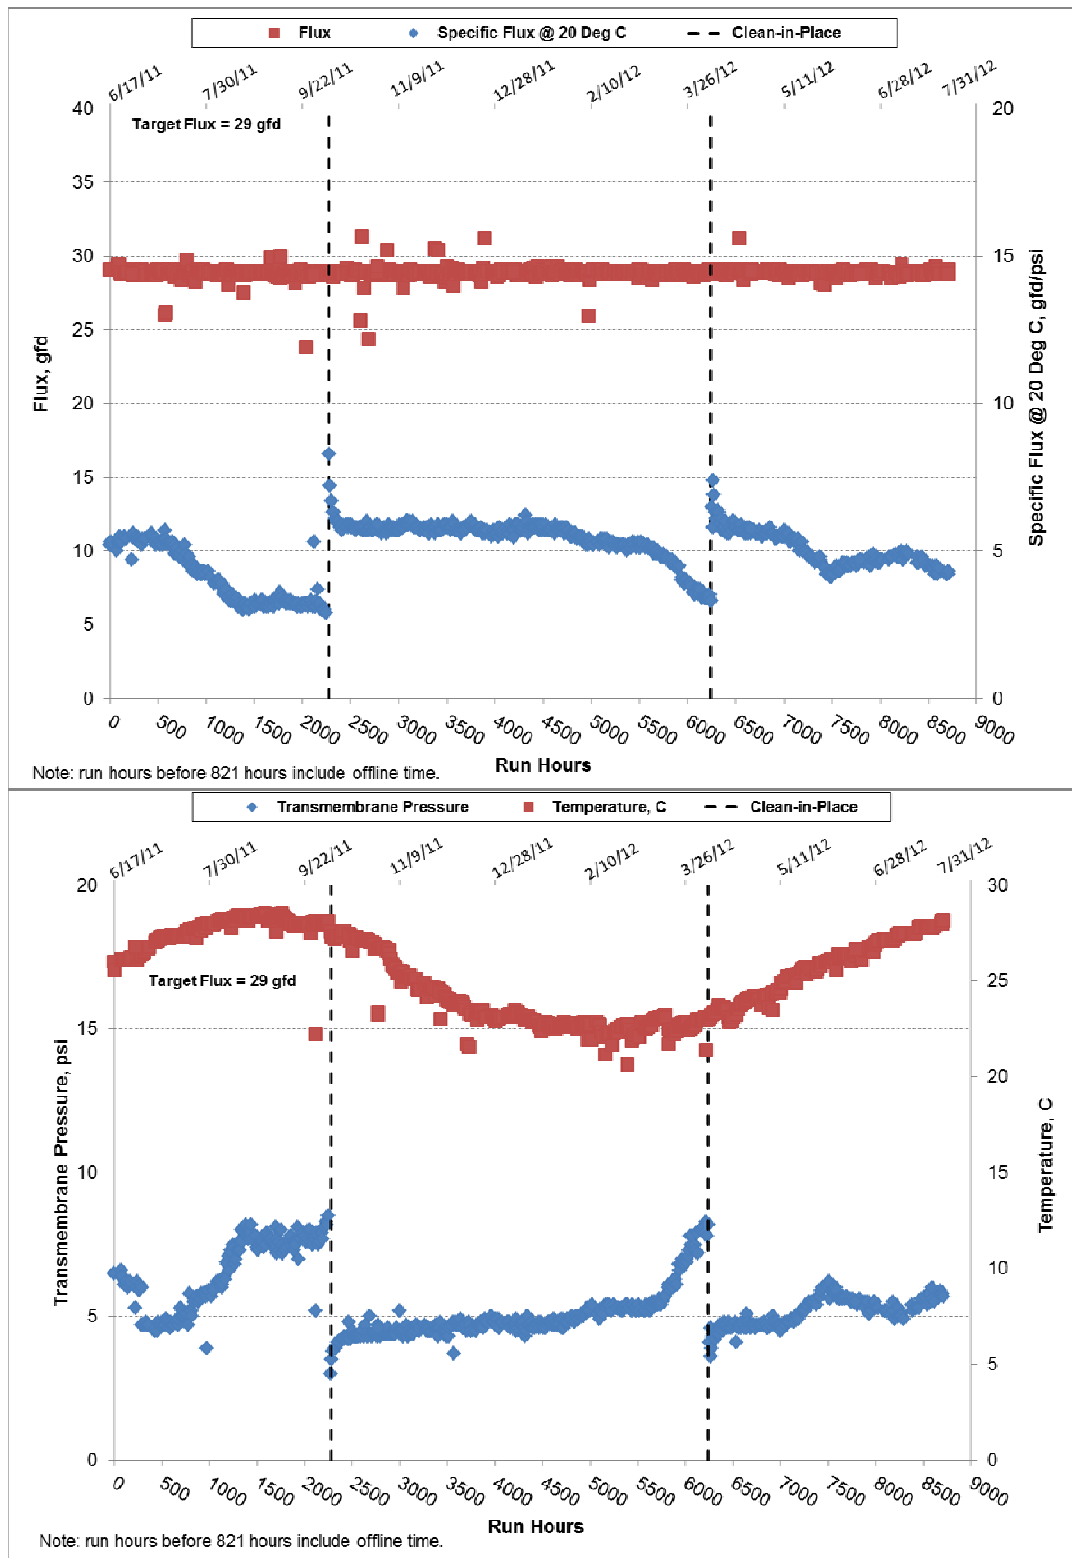 Flux Specific Flux @ 20 Deg C Clean-in-Place
6/17/11 7/30/11 9/22/11 11/9/11 12/28/11 2/10/12 3/26/12 5/11/12 6/28/12 7/31/12
Target Flux = 29 gfd
40
35
30
25
20
15
10
5
0
Flux, gfd
20
15
10
5
0
Specific Flux @ 20 Deg C, gfd/psi
0 500 1000 1500 2000 2500 3000 3500 4000 4500 5000 5500 6000 6500 7000 7500 8000 8500 9000
Run Hours
Note: run hours before 821 hours include offline time.
Transmembrane Pressure Temperature, C Clean-in-Place
6/17/11 7/30/11 9/22/11 11/9/11 12/28/11 2/10/12 3/26/12 5/11/12 6/28/12 7/31/12
Target Flux = 29 gfd
20
15
10
5
0
Transmembrane Pressure, psi
30
25
20
15
10
5
0
Temperature, C
0 500 1000 1500 2000 2500 3000 3500 4000 4500 5000 5500 6000 6500 7000 7500 8000 8500 9000
Run Hours
Note: run hours before 821 hours include offline time.